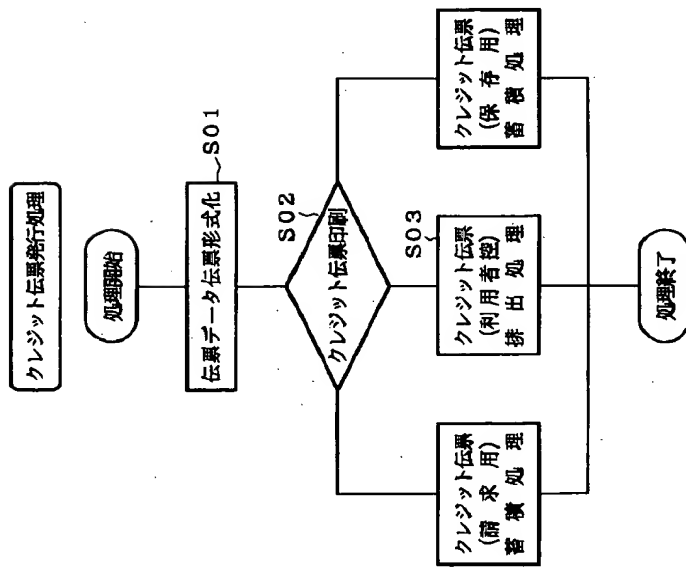 クレジット伝票発行処理
処理開始
伝票データ伝票形式化
S01
S02
クレジット伝票印刷
クレジット伝票
(請求用)
蓄積処理
S03
クレジット伝票
(利用者控)
排出処理
クレジット伝票
(保存用)
蓄積処理
処理終了